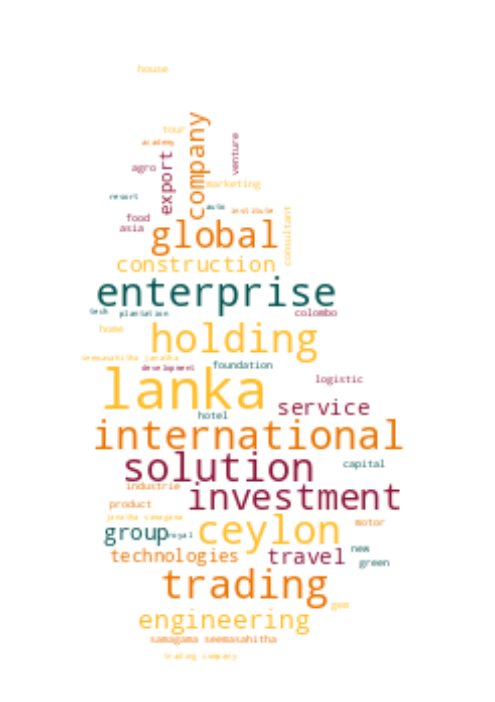 house
tour
academy
company
venture
agro
export
marketing
resort
auto
institute
food
asia
consultant
global
construction
enterprise
tech
plantation
colombo
home
holding
seemasahitha janatha
development
foundation
lanka
logistic
service
hotel
international
solution
capital
industrie
investment
product
janatha samagama
ceylon
motor
group
royal
new
technologies
travel
green
trading
gem
engineering
samagama seemasahitha
trading company